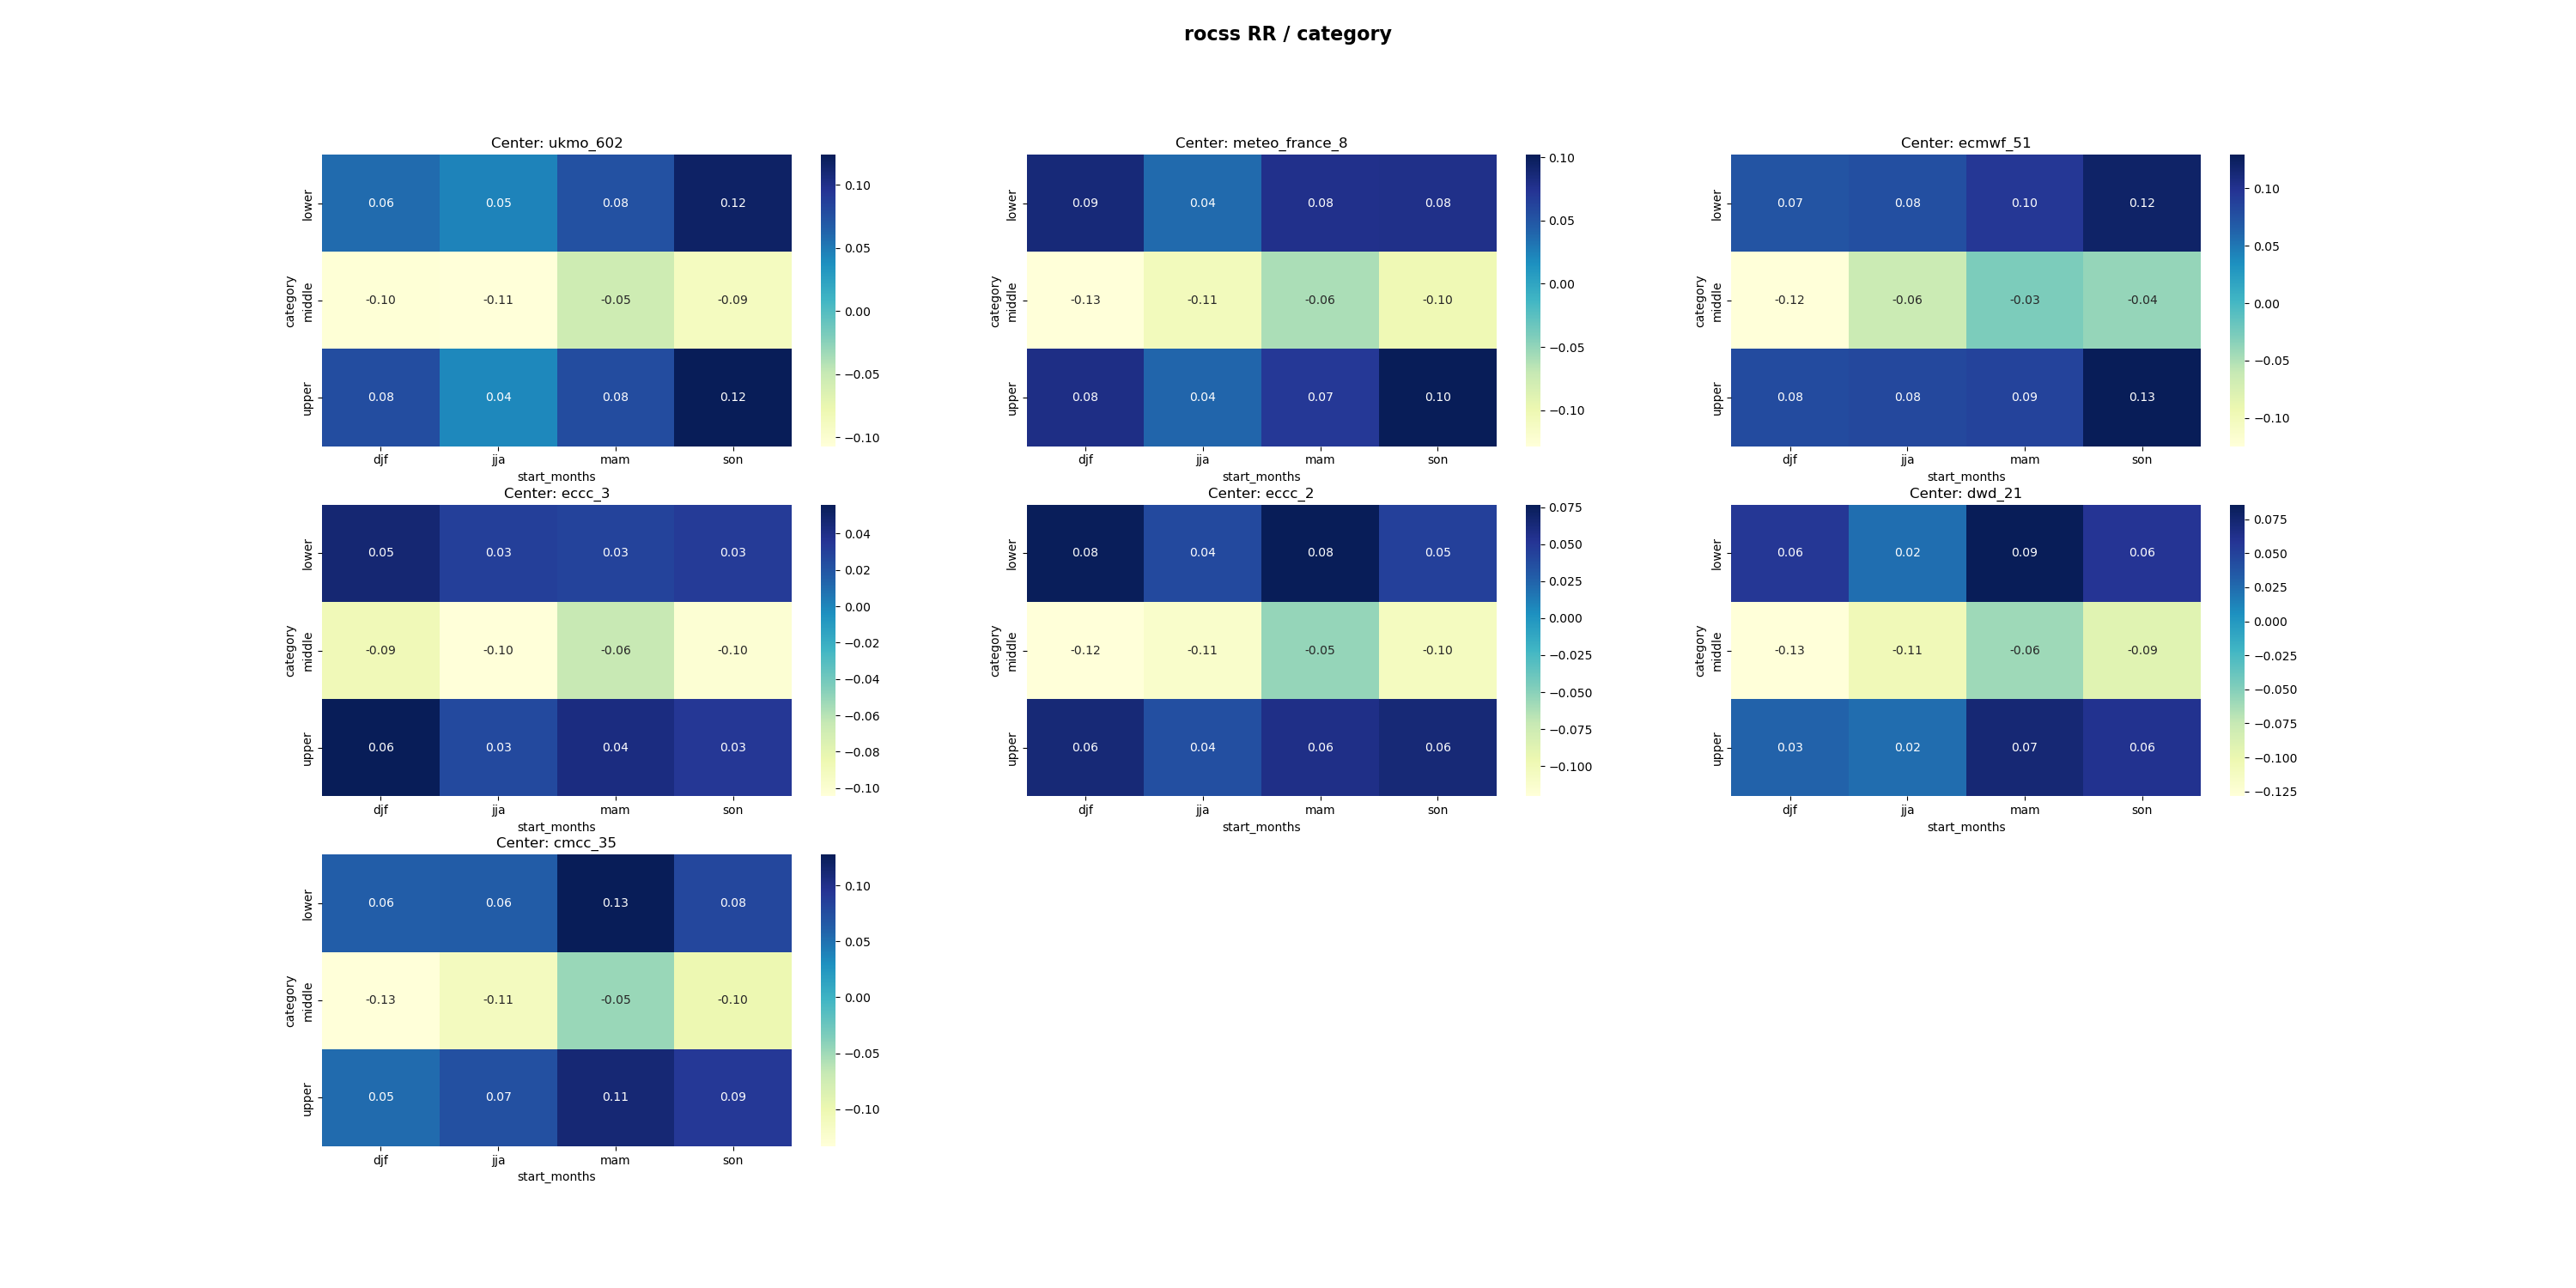 rocss RR / category
Center: ukmo_602
lower
middle
upper
category
0.06 0.05 0.08 0.12
-0.10 -0.11 -0.05 -0.09
0.08 0.04 0.08 0.12
djf jja mam son
start_months
0.10
0.05
0.00
−0.05
−0.10
Center: meteo_france_8
lower
middle
upper
category
0.09 0.04 0.08 0.08
-0.13 -0.11 -0.06 -0.10
0.08 0.04 0.07 0.10
djf jja mam son
start_months
0.10
0.05
0.00
−0.05
−0.10
Center: ecmwf_51
lower
middle
upper
category
0.07 0.08 0.10 0.12
-0.12 -0.06 -0.03 -0.04
0.08 0.08 0.09 0.13
djf jja mam son
start_months
0.10
0.05
0.00
−0.05
−0.10
Center: eccc_3
lower
middle
upper
category
0.05 0.03 0.03 0.03
-0.09 -0.10 -0.06 -0.10
0.06 0.03 0.04 0.03
djf jja mam son
start_months
0.04
0.02
0.00
−0.02
−0.04
−0.06
−0.08
−0.10
Center: eccc_2
lower
middle
upper
category
0.08 0.04 0.08 0.05
-0.12 -0.11 -0.05 -0.10
0.06 0.04 0.06 0.06
djf jja mam son
start_months
0.075
0.050
0.025
0.000
−0.025
−0.050
−0.075
−0.100
Center: dwd_21
lower
middle
upper
category
0.06 0.02 0.09 0.06
-0.13 -0.11 -0.06 -0.09
0.03 0.02 0.07 0.06
djf jja mam son
start_months
0.075
0.050
0.025
0.000
−0.025
−0.050
−0.075
−0.100
−0.125
Center: cmcc_35
lower
middle
upper
category
0.06 0.06 0.13 0.08
-0.13 -0.11 -0.05 -0.10
0.05 0.07 0.11 0.09
djf jja mam son
start_months
0.10
0.05
0.00
−0.05
−0.10